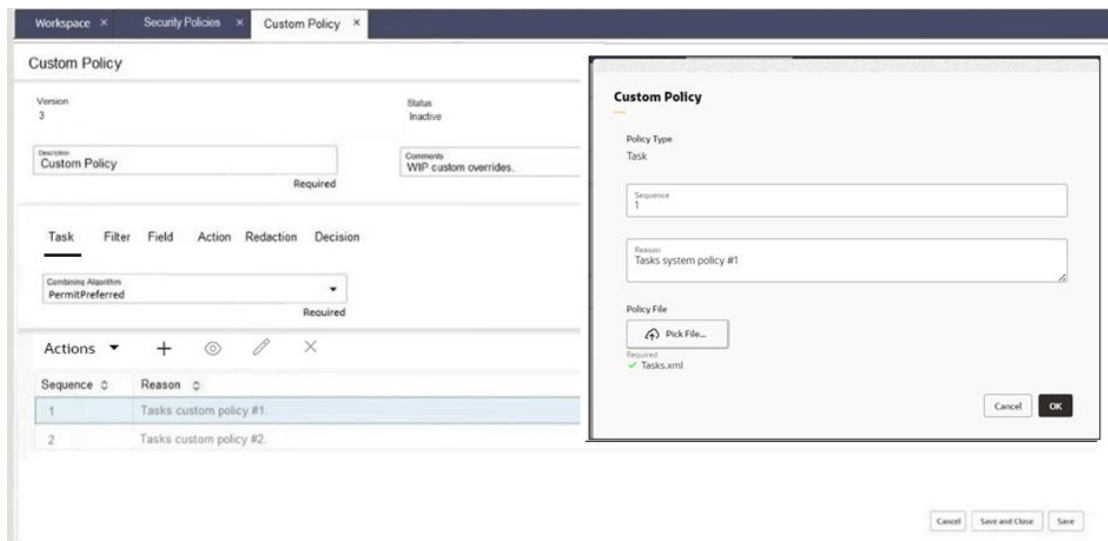 Workspace ×
Security Policies ×
Custom Policy ×
Custom Policy
Version
3
Status
Inactive
Description
Custom Policy
Required
Comments
WIP custom overrides.
Task Filter Field Action Redaction Decision
Combining Algorithm
PermitPreferred
Required
Actions
Sequence Reason
1 Tasks custom policy #1.
2 Tasks custom policy #2.
Custom Policy
Policy Type
Task
Sequence
1
Reason
Tasks system policy #1
Policy File
Pick File...
Required
Tasks.xml
Cancel OK
Cancel Save and Close Save